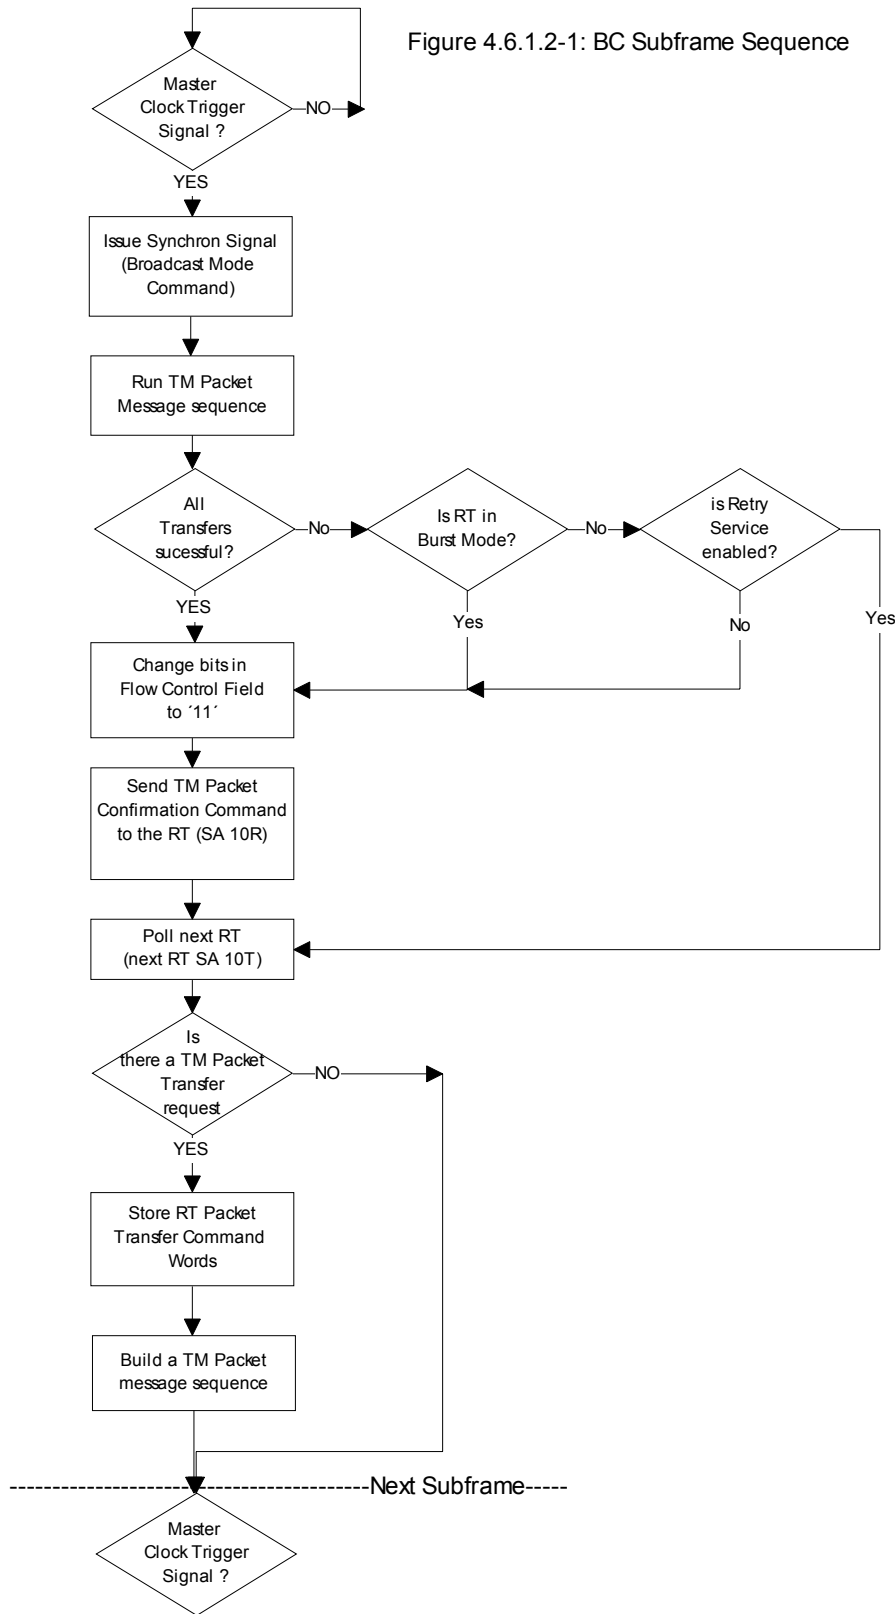 Figure 4.6.1.2-1: BC Subframe Sequence
Master
Clock Trigger
Signal ?
NO
YES
Issue Synchron Signal
(Broadcast Mode
Command)
Run TM Packet
Message sequence
All
Transfers
sucessful?
No
Is RT in
Burst Mode?
No
is Retry
Service
enabled?
YES
Yes
No
Yes
Change bits in
Flow Control Field
to ´11´
Send TM Packet
Confirmation Command
to the RT (SA 10R)
Poll next RT
(next RT SA 10T)
Is
there a TM Packet
Transfer
request
NO
YES
Store RT Packet
Transfer Command
Words
Build a TM Packet
message sequence
Next Subframe
Master
Clock Trigger
Signal ?